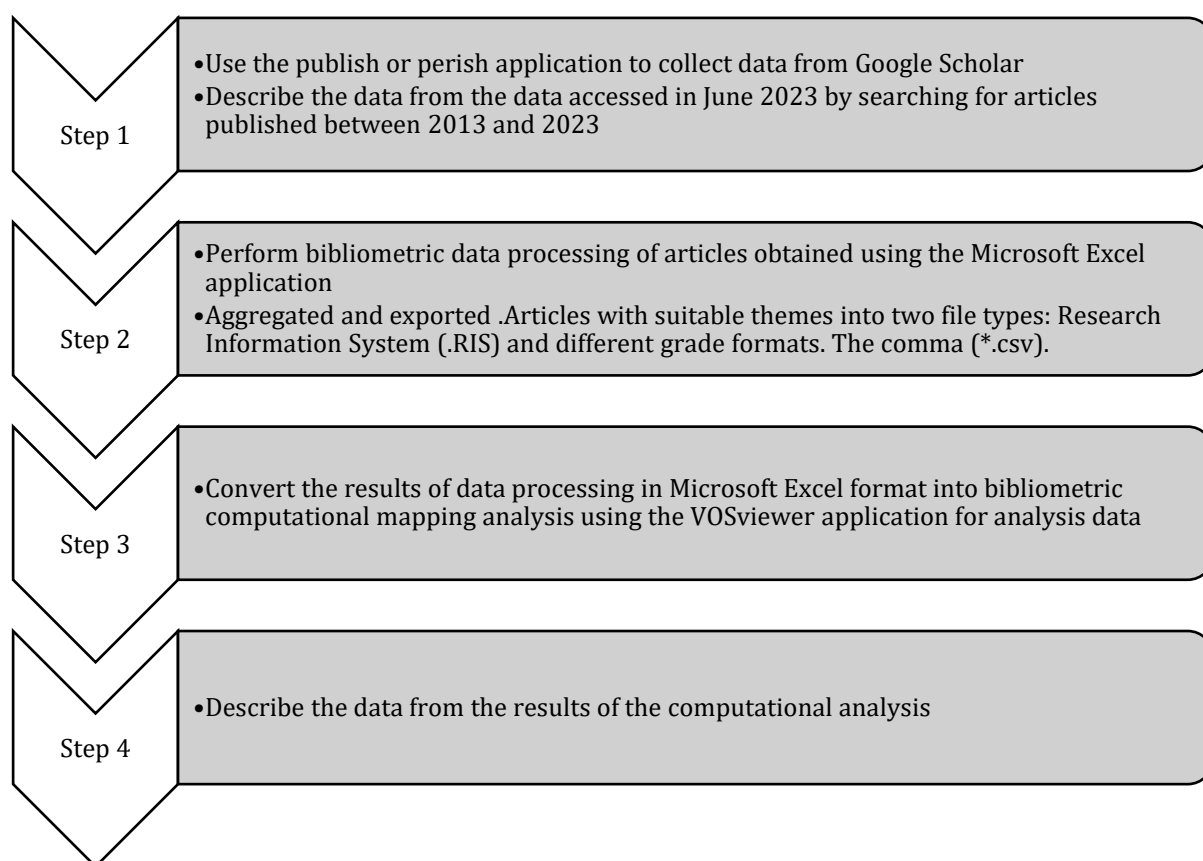 Step 1
•Use the publish or perish application to collect data from Google Scholar
•Describe the data from the data accessed in June 2023 by searching for articles
published between 2013 and 2023
Step 2
•Perform bibliometric data processing of articles obtained using the Microsoft Excel
application
•Aggregated and exported .Articles with suitable themes into two file types: Research
Information System (.RIS) and different grade formats. The comma (*.csv).
Step 3
•Convert the results of data processing in Microsoft Excel format into bibliometric
computational mapping analysis using the VOSviewer application for analysis data
Step 4
•Describe the data from the results of the computational analysis